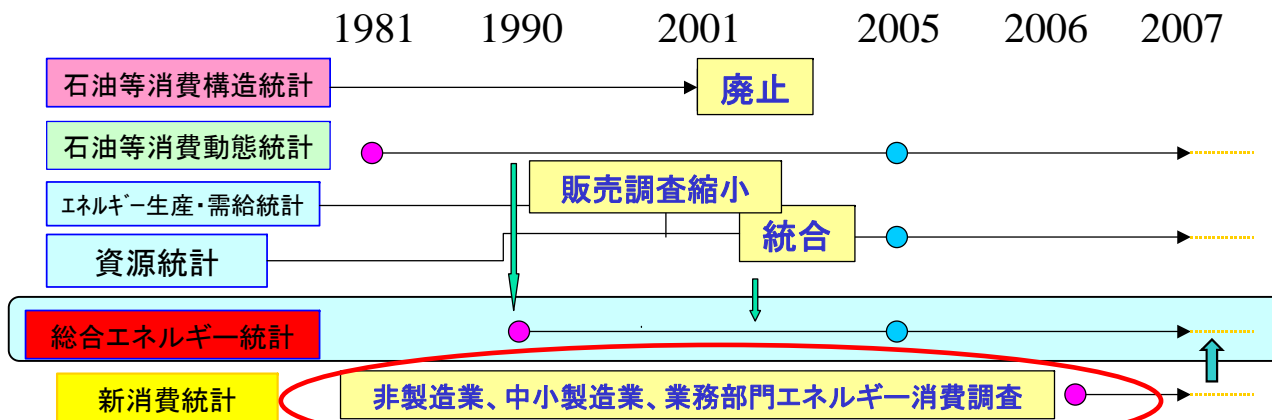 1981 1990 2001 2005 2006 2007
石油等消費構造統計 廃止
石油等消費動態統計
エネルギー生産・需給統計 販売調査縮小
資源統計 統合
総合エネルギー統計
新消費統計 非製造業、中小製造業、業務部門エネルギー消費調査